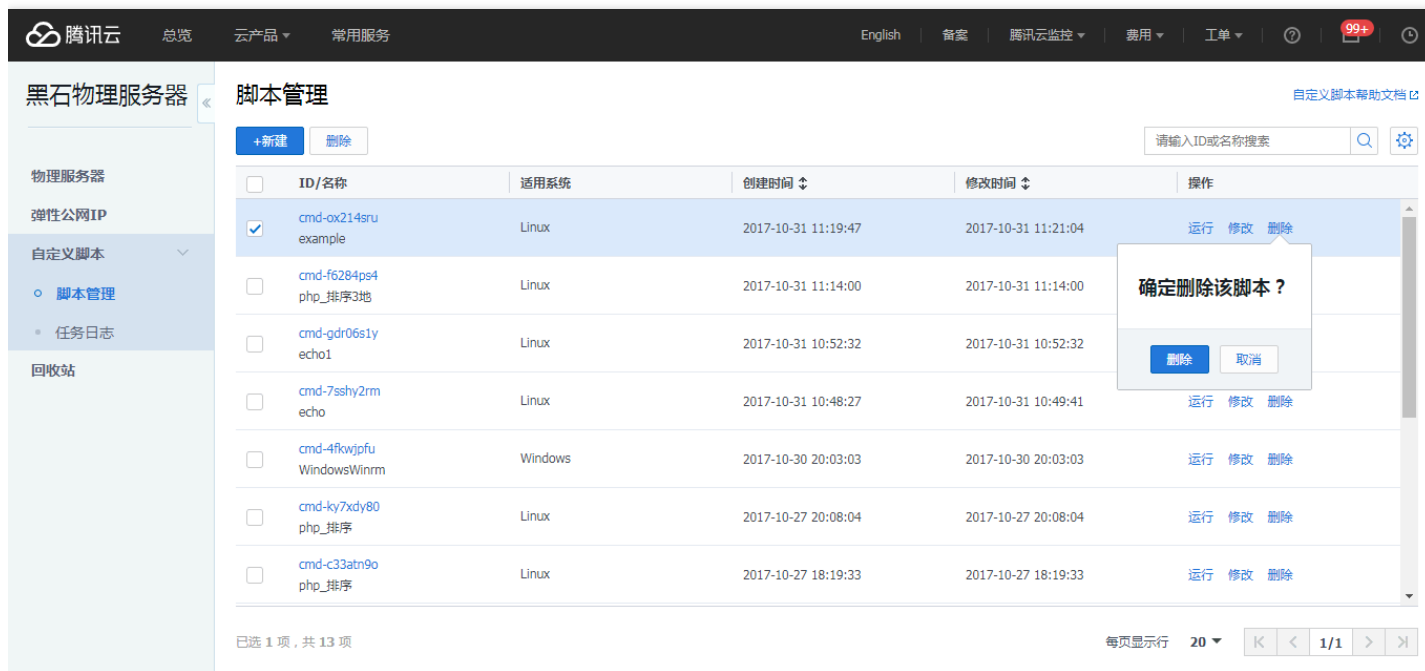 腾讯云 总览 云产品 常用服务 English 备案 腾讯云监控 费用 工单 99+
黑石物理服务器
脚本管理
自定义脚本帮助文档
+新建 删除 请输入ID或名称搜索
物理服务器
弹性公网IP
自定义脚本
脚本管理
任务日志
回收站
ID/名称 适用系统 创建时间 修改时间 操作
cmd-ox214sru
example
Linux 2017-10-31 11:19:47 2017-10-31 11:21:04 运行 修改 删除
cmd-f6284ps4
php_排序3地
Linux 2017-10-31 11:14:00 2017-10-31 11:14:00
确定删除该脚本？
删除 取消
cmd-gdr06s1y
echo1
Linux 2017-10-31 10:52:32 2017-10-31 10:52:32
cmd-7sshy2rm
echo
Linux 2017-10-31 10:48:27 2017-10-31 10:49:41 运行 修改 删除
cmd-4fkwjpfu
WindowsWinrm
Windows 2017-10-30 20:03:03 2017-10-30 20:03:03 运行 修改 删除
cmd-ky7xdy80
php_排序
Linux 2017-10-27 20:08:04 2017-10-27 20:08:04 运行 修改 删除
cmd-c33atn9o
php_排序
Linux 2017-10-27 18:19:33 2017-10-27 18:19:33 运行 修改 删除
已选 1 项，共 13 项 每页显示行 20 1/1